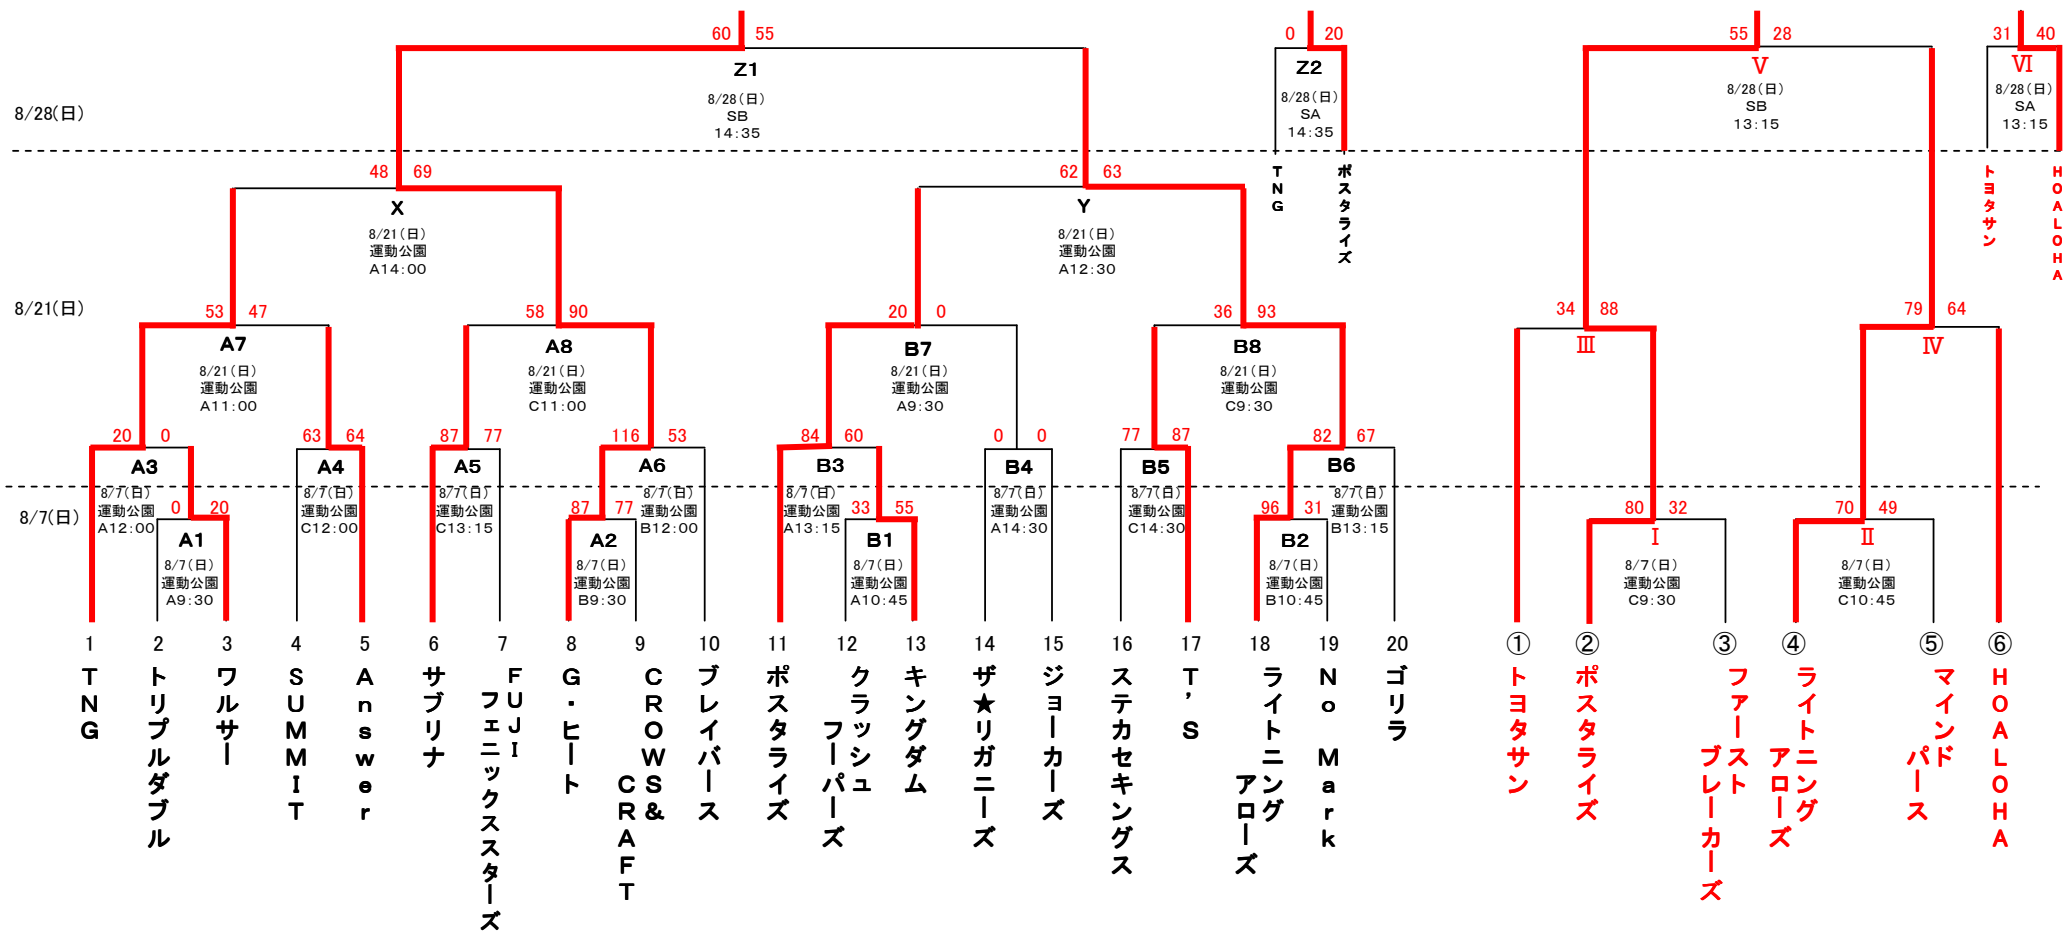 60 55
Z1
8/28(日)
SB
14:35
0 20
Z2
8/28(日)
SA
14:35
TNG
ポスタライズ
55 28
Ⅴ
8/28(日)
SB
13:15
31 40
Ⅵ
8/28(日)
SA
13:15
トヨタサン
HOALOHA
8/28(日)
48 69
X
8/21(日)
運動公園
A14:00
62 63
Y
8/21(日)
運動公園
A12:30
8/21(日)
53 47
A7
8/21(日)
運動公園
A11:00
58 90
A8
8/21(日)
運動公園
C11:00
20 0
B7
8/21(日)
運動公園
A9:30
36 93
B8
8/21(日)
運動公園
C9:30
34 88
Ⅲ
79 64
Ⅳ
20 0
A3
8/7(日)
運動公園
A12:00
63 64
A4
8/7(日)
運動公園
C12:00
87 77
A5
8/7(日)
運動公園
C13:15
116 53
A6
8/7(日)
運動公園
B12:00
84 60
B3
8/7(日)
運動公園
A13:15
0 0
B4
8/7(日)
運動公園
A14:30
77 87
B5
8/7(日)
運動公園
C14:30
82 67
B6
8/7(日)
運動公園
B13:15
8/7(日)
0 20
A1
8/7(日)
運動公園
A9:30
87 77
A2
8/7(日)
運動公園
B9:30
33 55
B1
8/7(日)
運動公園
A10:45
96 31
B2
8/7(日)
運動公園
B10:45
80 32
Ⅰ
8/7(日)
運動公園
C9:30
70 49
Ⅱ
8/7(日)
運動公園
C10:45
1
TNG
2
トリプルダブル
3
ワルサー
4
SUMMIT
5
Answer
6
サブリナ
7
FUJI
フェニックススターズ
8
G・ヒート
9
CROWS&
CRAFT
10
ブレイバース
11
ポスタライズ
12
クラッシュ
フーパーズ
13
キングダム
14
ザ★リガニーズ
15
ジョーカーズ
16
ステカセキングス
17
T'S
18
ライトニング
アローズ
19
No Mark
20
ゴリラ
①
トヨタサン
②
ポスタライズ
③
ファースト
ブレーカーズ
④
ライトニング
アローズ
⑤
マインド
パース
⑥
HOALOHA